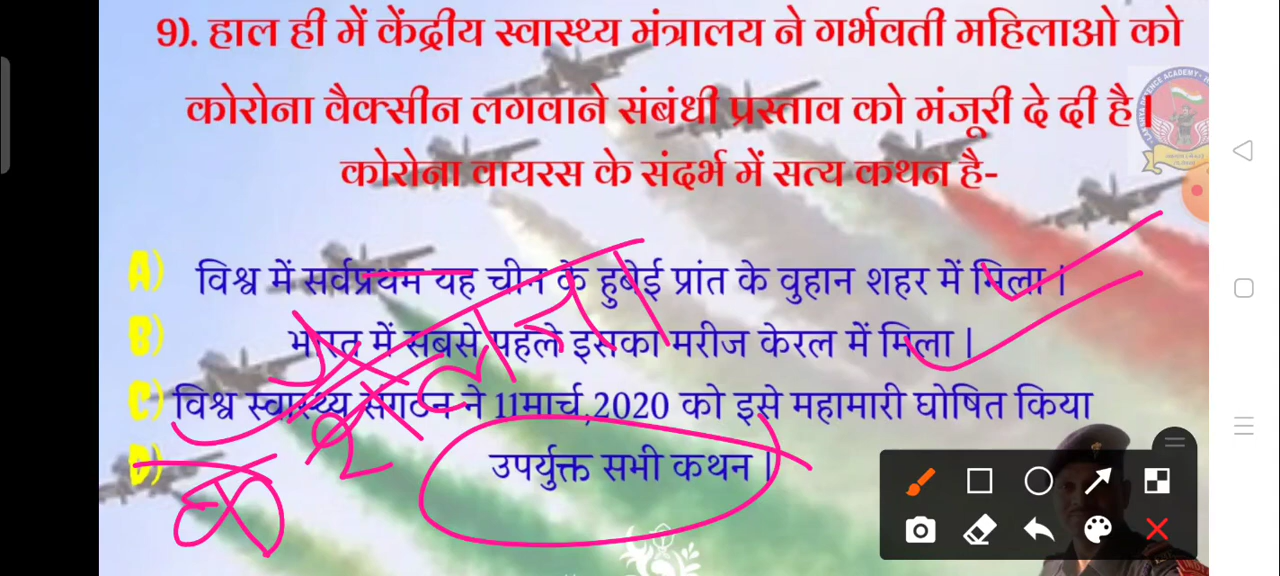 9). हाल ही में केंद्रीय स्वास्थ्य मंत्रालय ने गर्भवती महिलाओ को
कोरोना वैक्सीन लगवाने संबंधी प्रस्ताव को मंजूरी दे दी है।
कोरोना वायरस के संदर्भ में सत्य कथन है-
A) विश्व में सर्वप्रथम यह चीन के हुबेई प्रांत के वुहान शहर में मिला।
B) भारत में सबसे पहले इसका मरीज केरल में मिला।
C) विश्व स्वास्थ्य संगठन ने 11मार्च,2020 को इसे महामारी घोषित किया
D) उपर्युक्त सभी कथन।